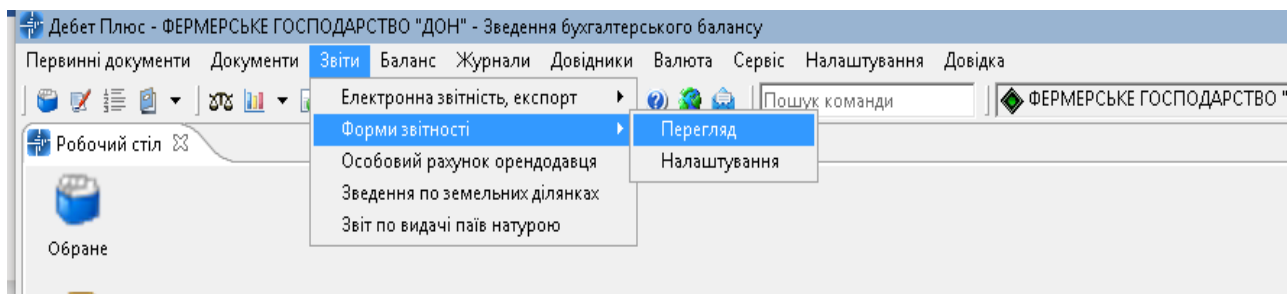 Дебет Плюс - ФЕРМЕРСЬКЕ ГОСПОДАРСТВО "ДОН" - Зведення бухгалтерського балансу
Первинні документи Документи Звіти Баланс Журнали Довідники Валюта Сервіс Налаштування Довідка
Пошук команди ФЕРМЕРСЬКЕ ГОСПОДАРСТВО "
Робочий стіл
Електронна звітність, експорт
Форми звітності
Особовий рахунок орендодавця
Зведення по земельних ділянках
Звіт по видачі паїв натурою
Перегляд
Налаштування
Обране